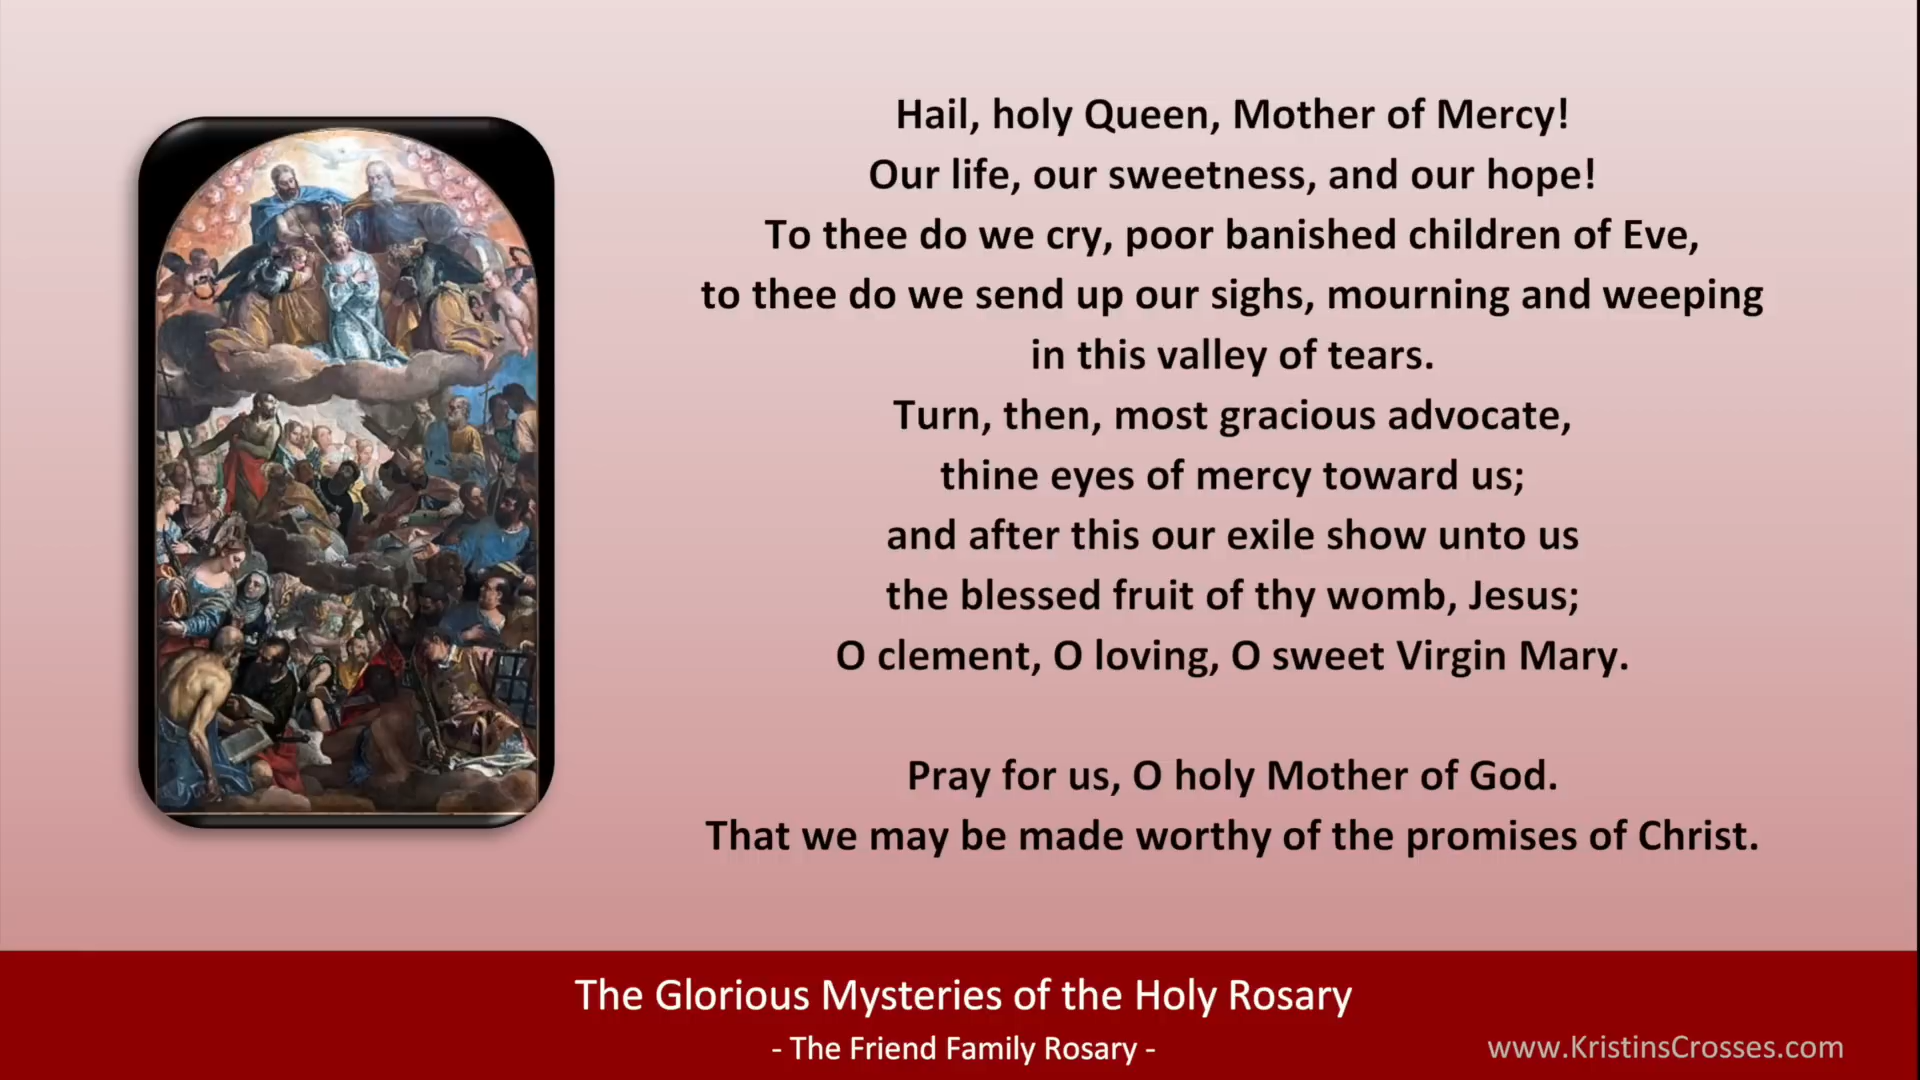 Hail, holy Queen, Mother of Mercy!
Our life, our sweetness, and our hope!
To thee do we cry, poor banished children of Eve,
to thee do we send up our sighs, mourning and weeping
in this valley of tears.
Turn, then, most gracious advocate,
thine eyes of mercy toward us;
and after this our exile show unto us
the blessed fruit of thy womb, Jesus;
O clement, O loving, O sweet Virgin Mary.
Pray for us, O holy Mother of God.
That we may be made worthy of the promises of Christ.
The Glorious Mysteries of the Holy Rosary
- The Friend Family Rosary -
www.KristinsCrosses.com